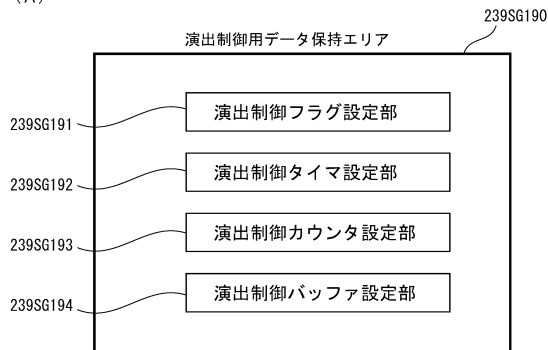 (A)
239SG190
演出制御用データ保持エリア
演出制御フラグ設定部
239SG191
演出制御タイマ設定部
239SG192
演出制御カウンタ設定部
239SG193
演出制御バッファ設定部
239SG194